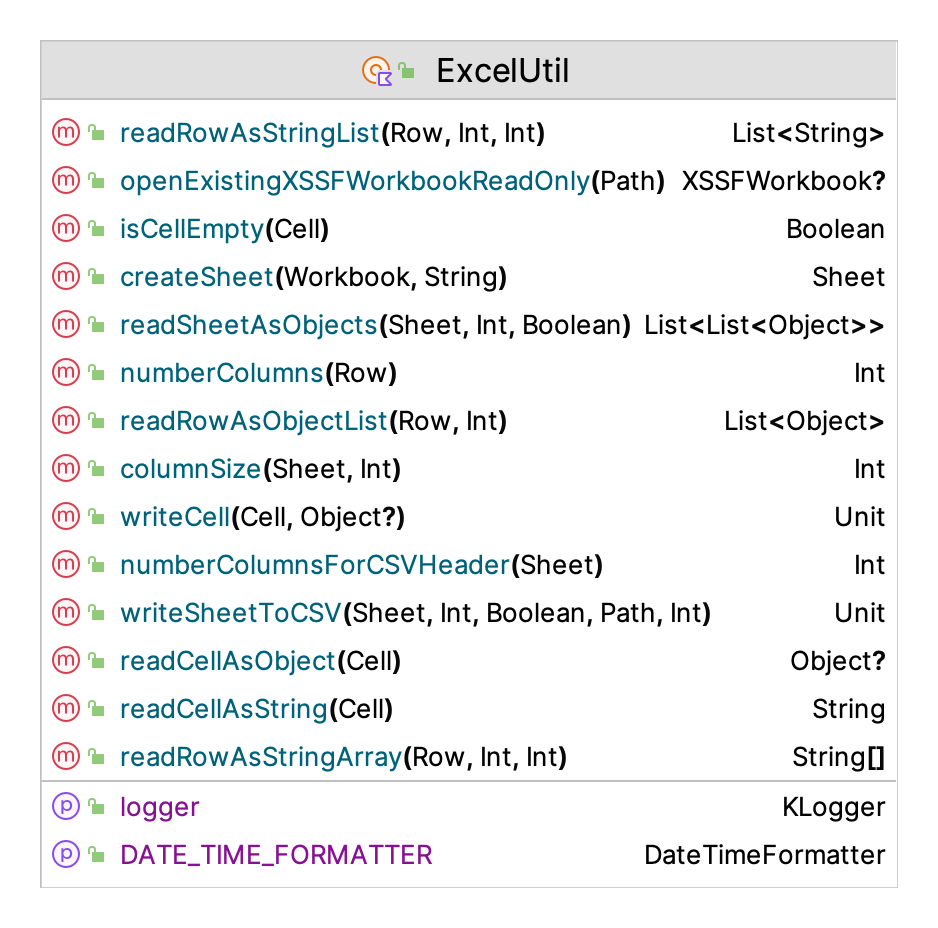 ExcelUtil
m readRowAsStringList(Row, Int, Int) List<String>
m openExistingXSSFWorkbookReadOnly(Path) XSSFWorkbook?
m isCellEmpty(Cell) Boolean
m createSheet(Workbook, String) Sheet
m readSheetAsObjects(Sheet, Int, Boolean) List<List<Object>>
m numberColumns(Row) Int
m readRowAsObjectList(Row, Int) List<Object>
m columnSize(Sheet, Int) Int
m writeCell(Cell, Object?) Unit
m numberColumnsForCSVHeader(Sheet) Int
m writeSheetToCSV(Sheet, Int, Boolean, Path, Int) Unit
m readCellAsObject(Cell) Object?
m readCellAsString(Cell) String
m readRowAsStringArray(Row, Int, Int) String[]
p logger KLogger
p DATE_TIME_FORMATTER DateTimeFormatter